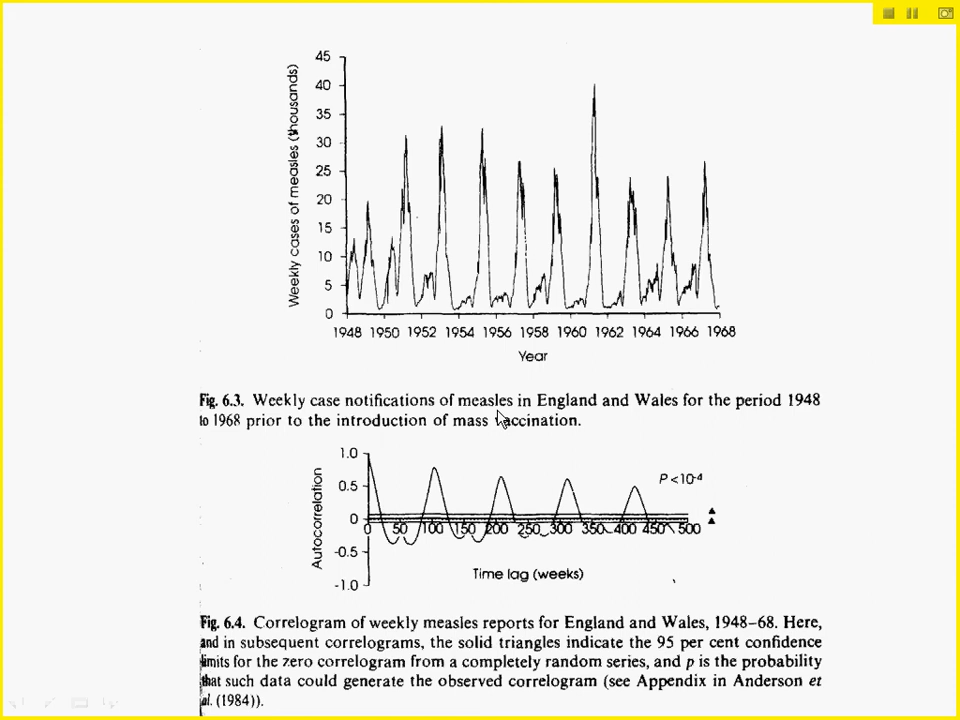 45
40
35
30
25
20
15
10
5
0
Weekly cases of measles (thousands)
1948 1950 1952 1954 1956 1958 1960 1962 1964 1966 1968
Year
Fig. 6.3. Weekly case notifications of measles in England and Wales for the period 1948
to 1968 prior to the introduction of mass vaccination.
1.0
0.5
0
-0.5
-1.0
Autocorrelation
P < 10-4
0 50 100 150 200 250 300 350 400 450 500
Time lag (weeks)
Fig. 6.4. Correlogram of weekly measles reports for England and Wales, 1948–68. Here,
and in subsequent correlograms, the solid triangles indicate the 95 per cent confidence
limits for the zero correlogram from a completely random series, and p is the probability
that such data could generate the observed correlogram (see Appendix in Anderson et
al. (1984)).